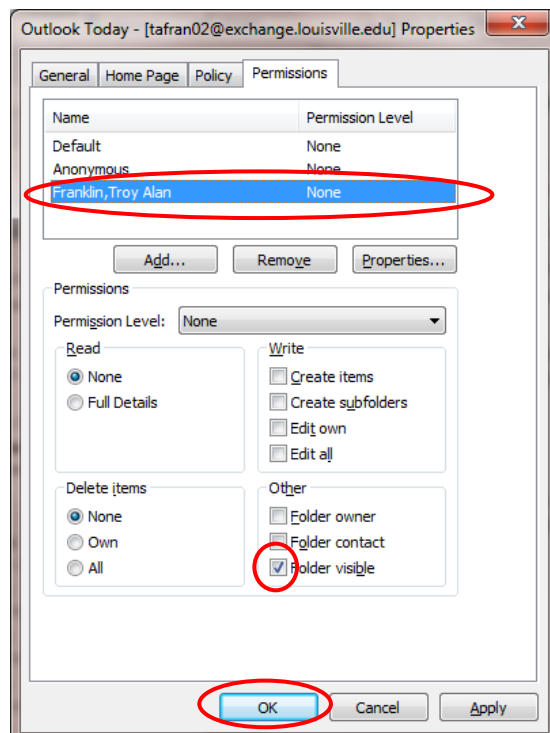 Outlook Today - [tafran02@exchange.louisville.edu] Properties
General Home Page Policy Permissions
Name Permission Level
Default None
Anonymous None
Franklin,Troy Alan None
Add... Remove Properties...
Permissions
Permission Level: None
Read Write
None Create items
Full Details Create subfolders
Edit own
Edit all
Delete items Other
None Folder owner
Own Folder contact
All Folder visible
OK Cancel Apply